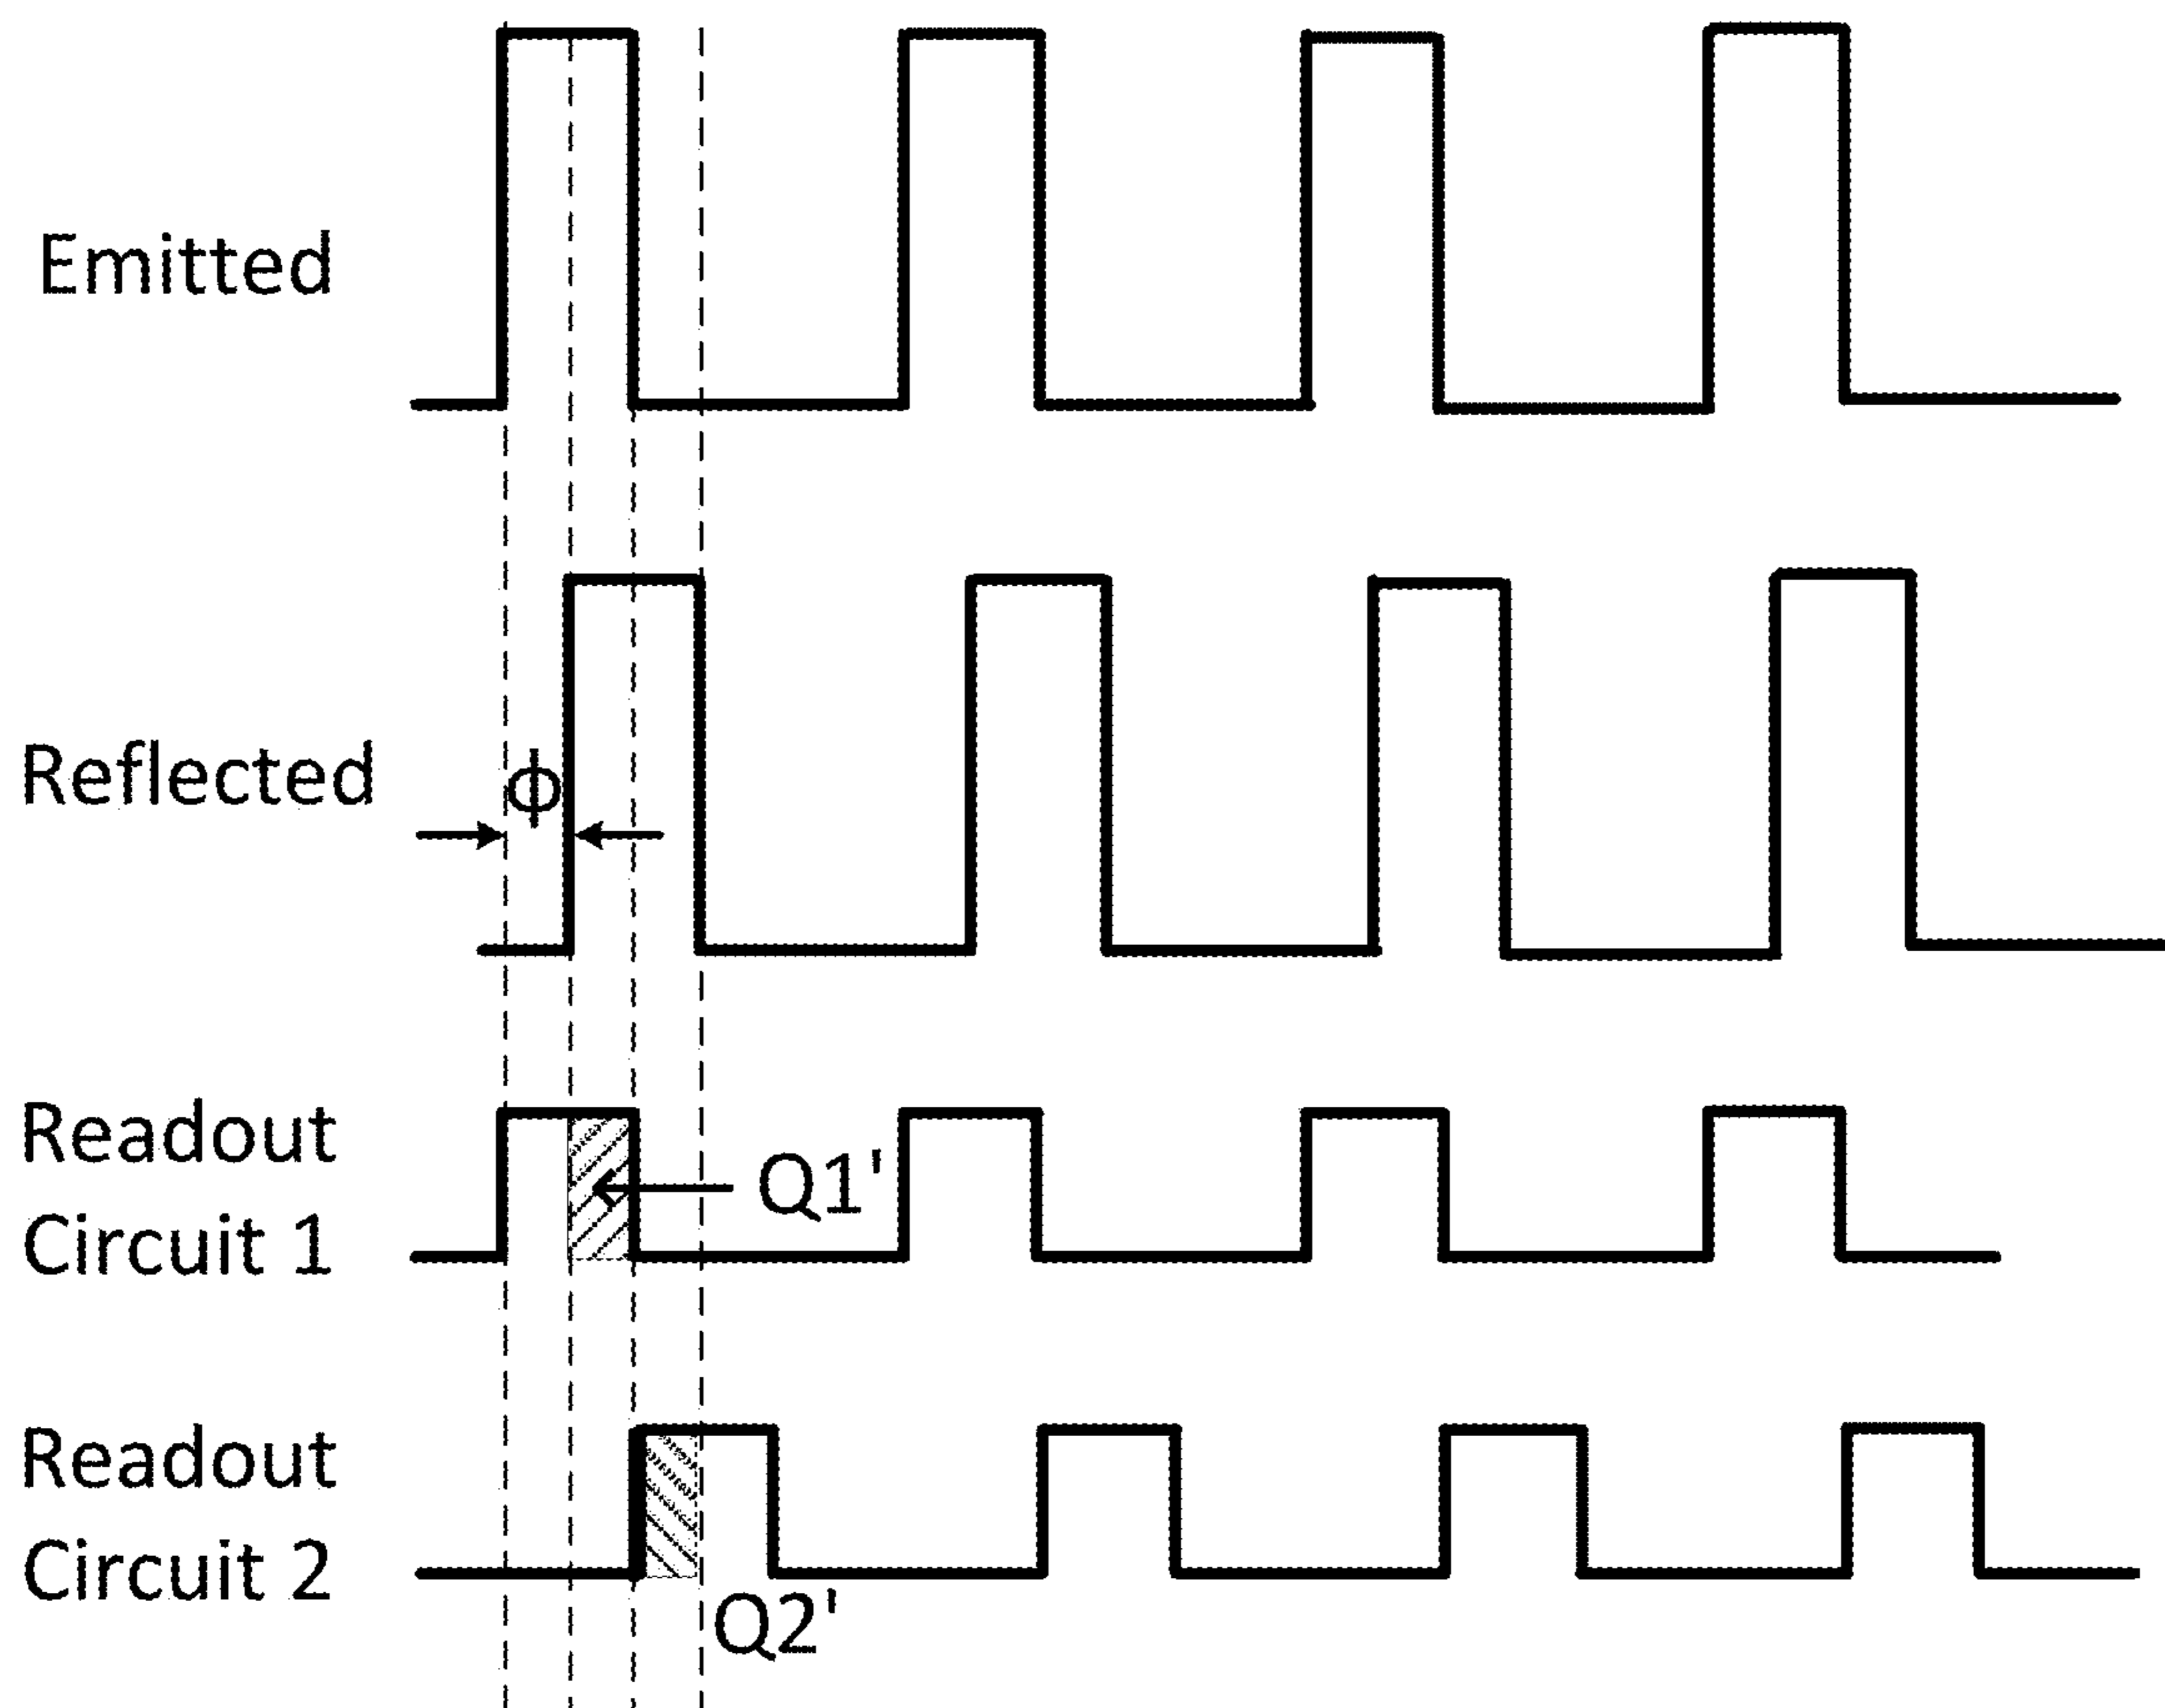 Emitted
Reflected
ϕ
Readout
Circuit 1
Q1'
Readout
Circuit 2
Q2'